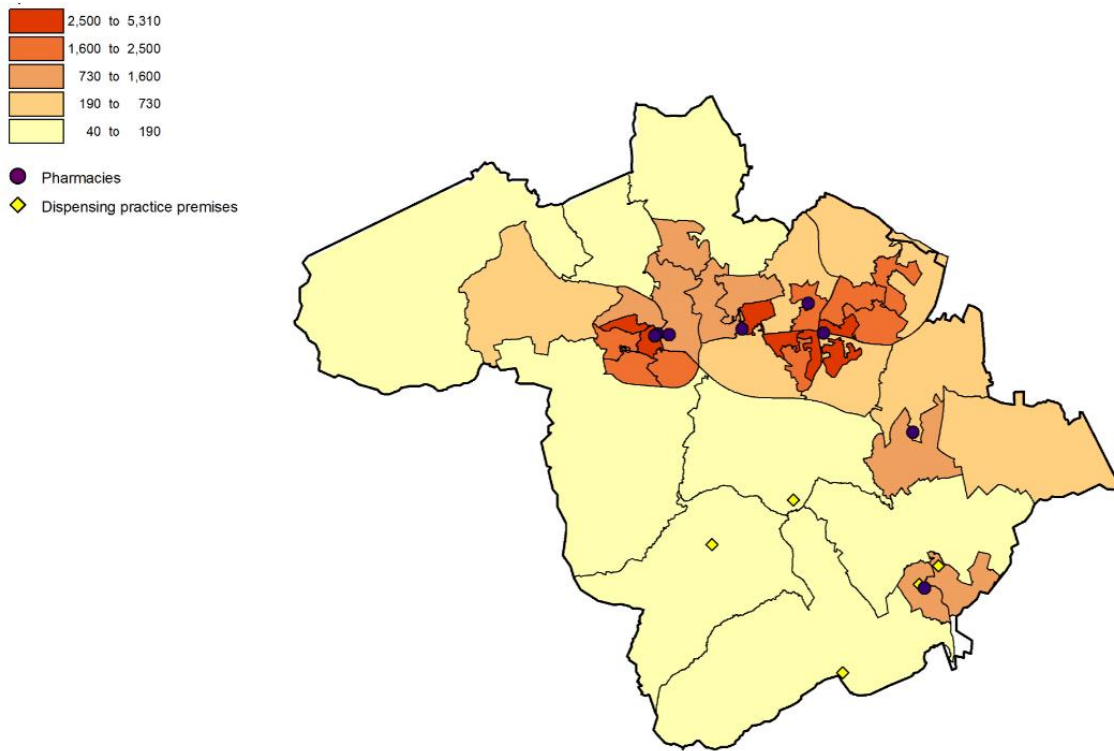 2,500 to 5,310
1,600 to 2,500
730 to 1,600
190 to 730
40 to 190
Pharmacies
Dispensing practice premises